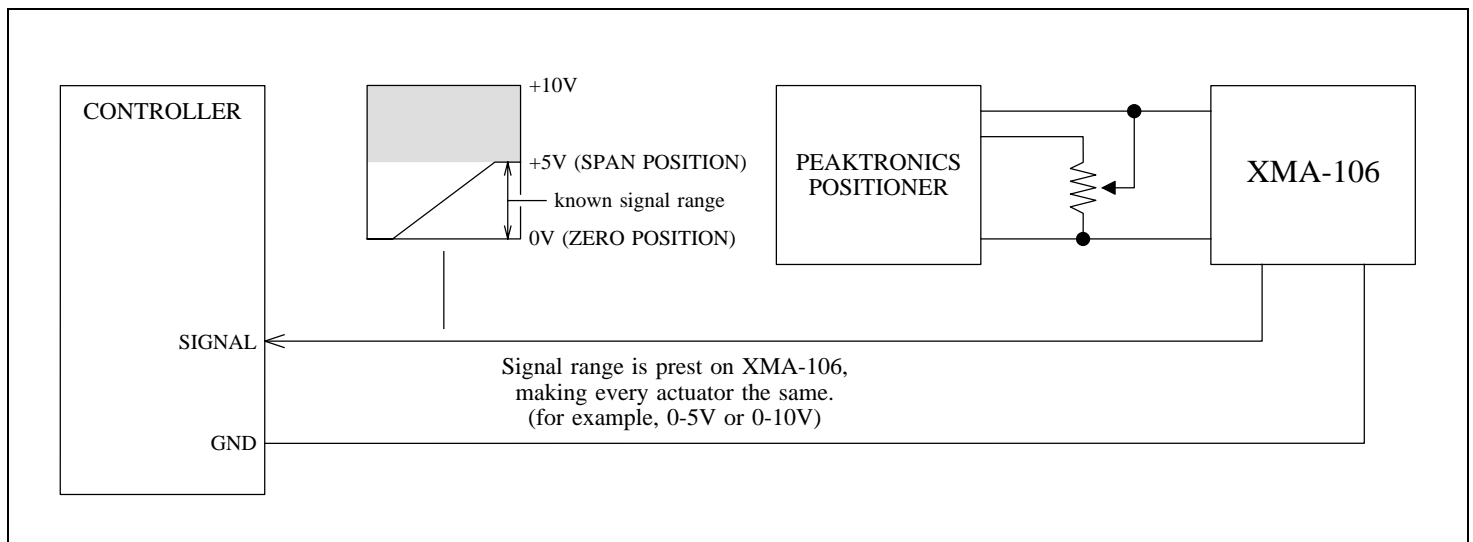 CONTROLLER
+10V
+5V (SPAN POSITION)
known signal range
0V (ZERO POSITION)
PEAKTRONICS
POSITIONER
XMA-106
SIGNAL
Signal range is prest on XMA-106,
making every actuator the same.
(for example, 0-5V or 0-10V)
GND